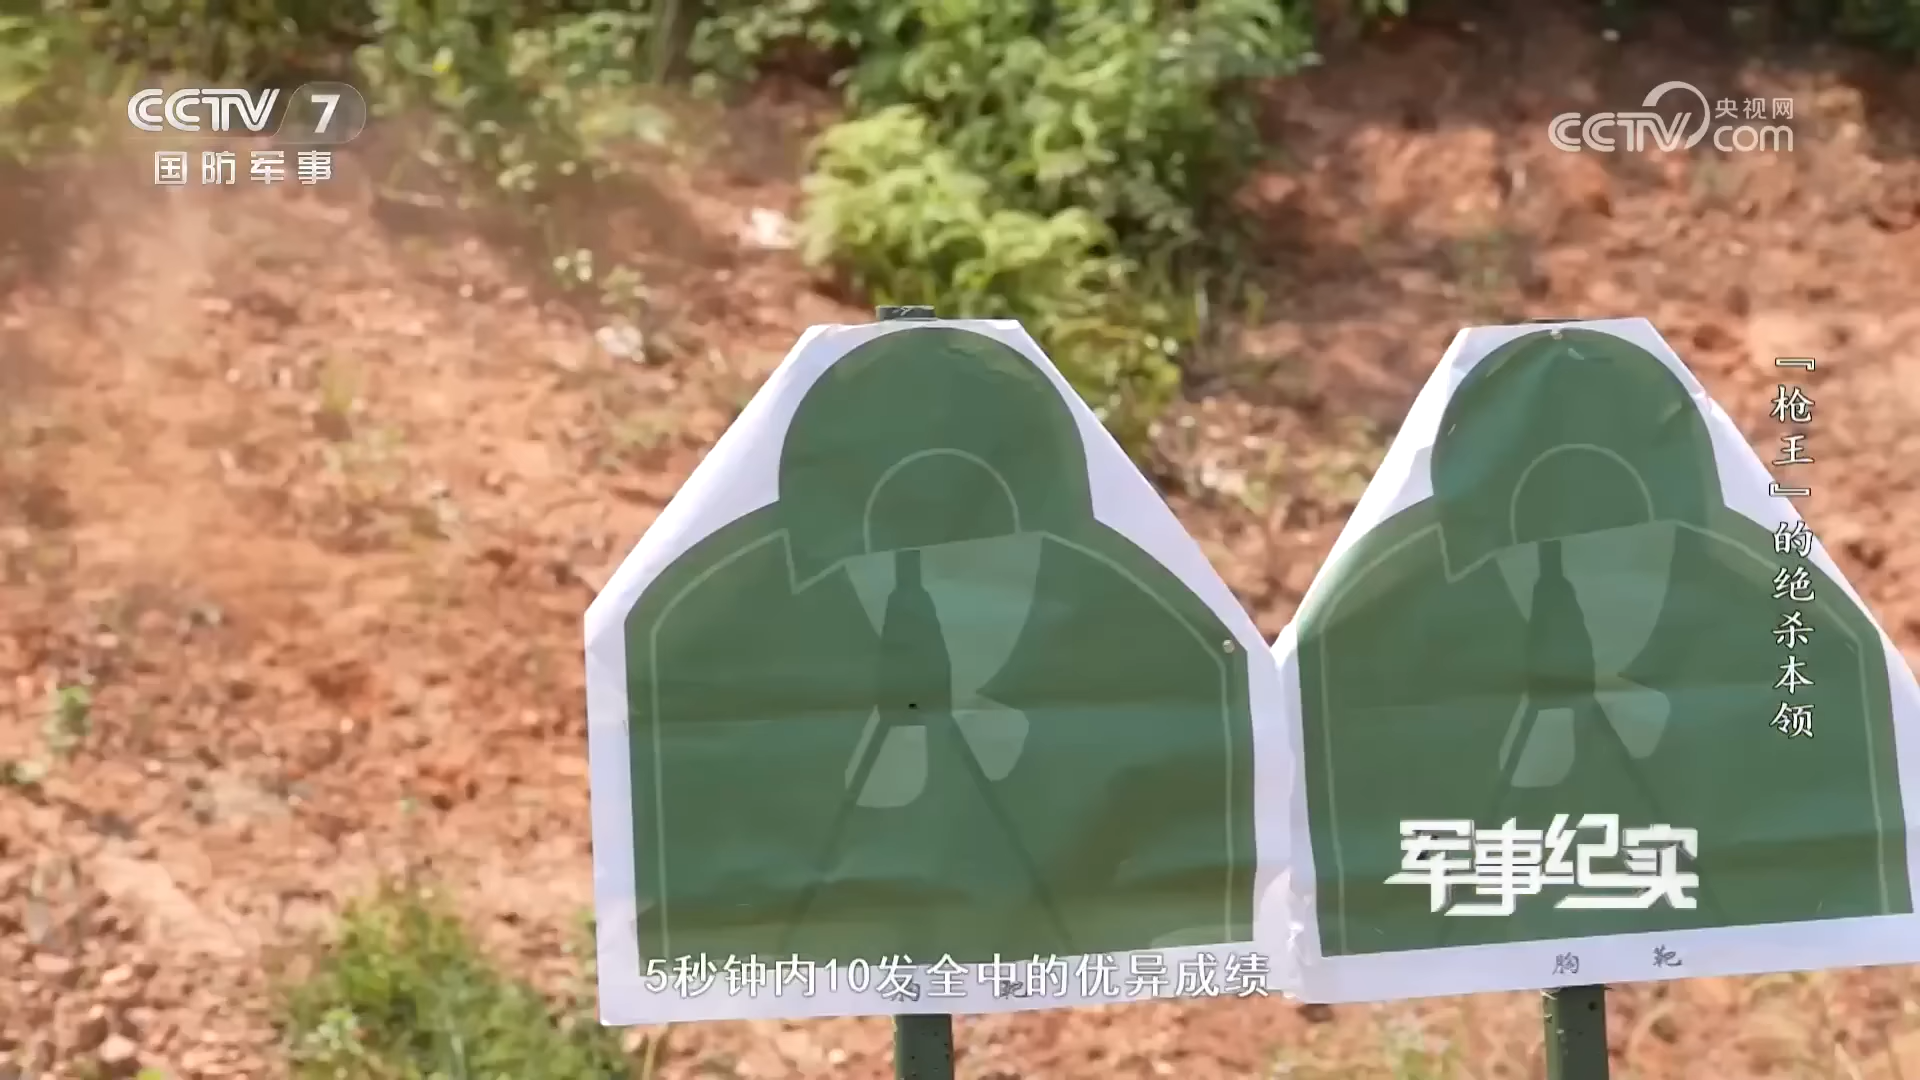 CCTV 7
国防军事
CCTV.com
央视网
『枪王』的绝杀本领
军事纪实
5秒钟内10发全中的优异成绩
胸 靶
胸 靶